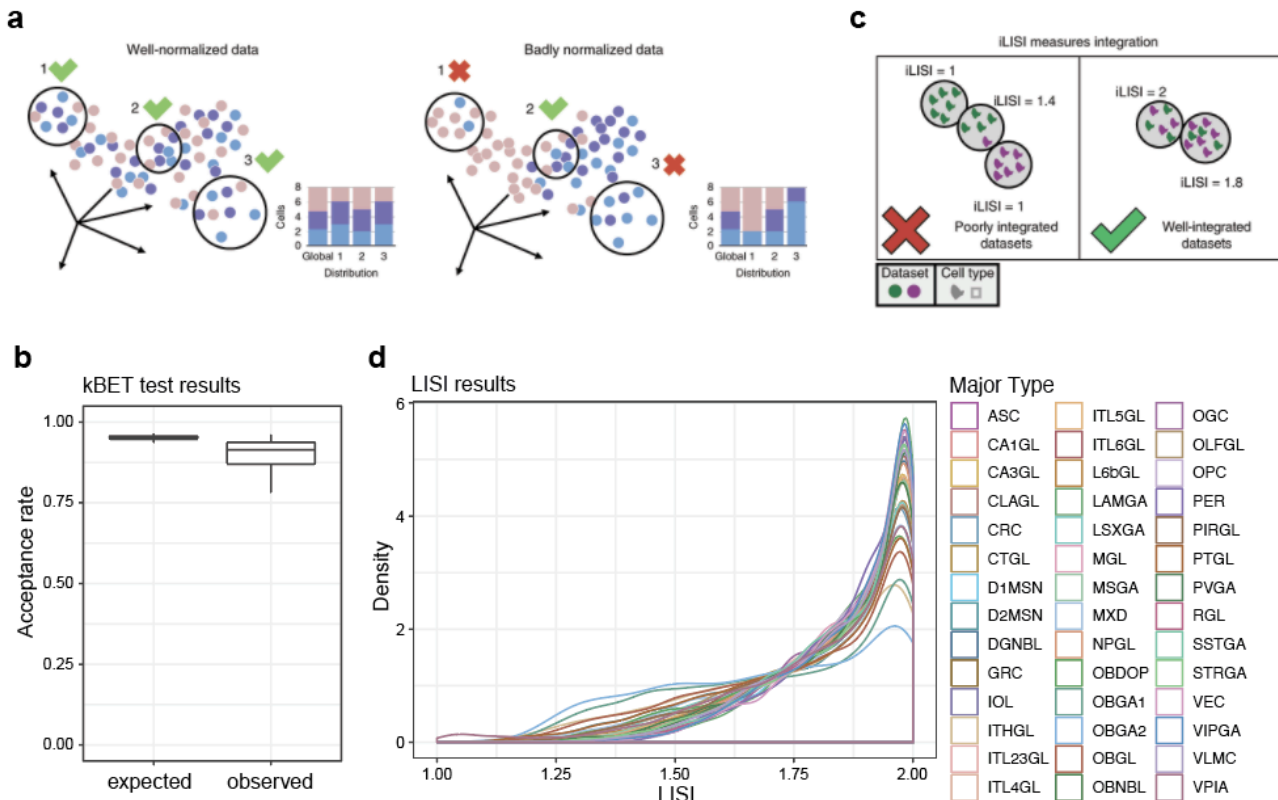 a
Well-normalized data
1
2
3
Cells
8
6
4
2
0
Global 1 2 3
Distribution
Badly normalized data
1
2
3
Cells
8
6
4
2
0
Global 1 2 3
Distribution
c
iLISI measures integration
iLISI = 1
iLISI = 1.4
iLISI = 1
Poorly integrated
datasets
iLISI = 2
iLISI = 1.8
Well-integrated
datasets
Dataset
Cell type
b
kBET test results
Acceptance rate
1.00
0.75
0.50
0.25
0.00
expected observed
d
LISI results
Density
6
4
2
0
1.00 1.25 1.50 1.75 2.00
LISI
Major Type
ASC
CA1GL
CA3GL
CLAGL
CRC
CTGL
D1MSN
D2MSN
DGNBL
GRC
IOL
ITHGL
ITL23GL
ITL4GL
ITL5GL
ITL6GL
L6bGL
LAMGA
LSXGA
MGL
MSGA
MXD
NPGL
OBDOP
OBGA1
OBGA2
OBGL
OBNBL
OGC
OLFGL
OPC
PER
PIRGL
PTGL
PVGA
RGL
SSTGA
STRGA
VEC
VIPGA
VLMC
VPIA